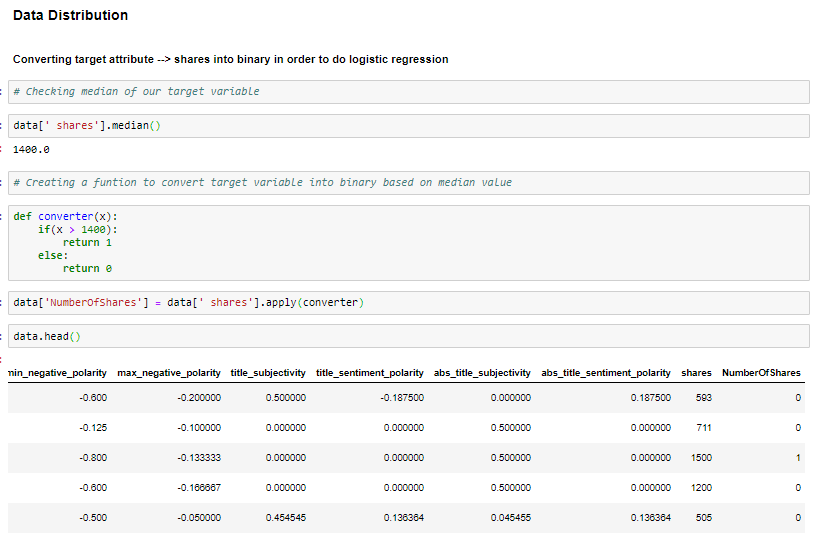 Data Distribution
Converting target attribute --> shares into binary in order to do logistic regression
# Checking median of our target variable
data[' shares'].median()
1400.0
# Creating a funtion to convert target variable into binary based on median value
def converter(x):
    if(x > 1400):
        return 1
    else:
        return 0
data['NumberOfShares'] = data[' shares'].apply(converter)
data.head()
min_negative_polarity max_negative_polarity title_subjectivity title_sentiment_polarity abs_title_subjectivity abs_title_sentiment_polarity shares NumberOfShares
-0.600 -0.200000 0.500000 -0.187500 0.000000 0.187500 593 0
-0.125 -0.100000 0.000000 0.000000 0.500000 0.000000 711 0
-0.800 -0.133333 0.000000 0.000000 0.500000 0.000000 1500 1
-0.600 -0.166667 0.000000 0.000000 0.500000 0.000000 1200 0
-0.500 -0.050000 0.454545 0.136364 0.045455 0.136364 505 0